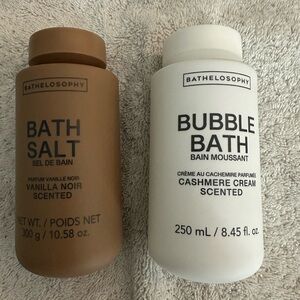 BATHELOSOPHY
BATH
SALT
SEL DE BAIN
PARFUM VANILLE NOIR
VANILLA NOIR
SCENTED
NET WT. / POIDS NET
300 g / 10.58 oz.
BATHELOSOPHY
BUBBLE
BATH
BAIN MOUSSANT
CRÈME AU CACHEMIRE PARFUMÉE
CASHMERE CREAM
SCENTED
250 mL / 8.45 fl. oz.